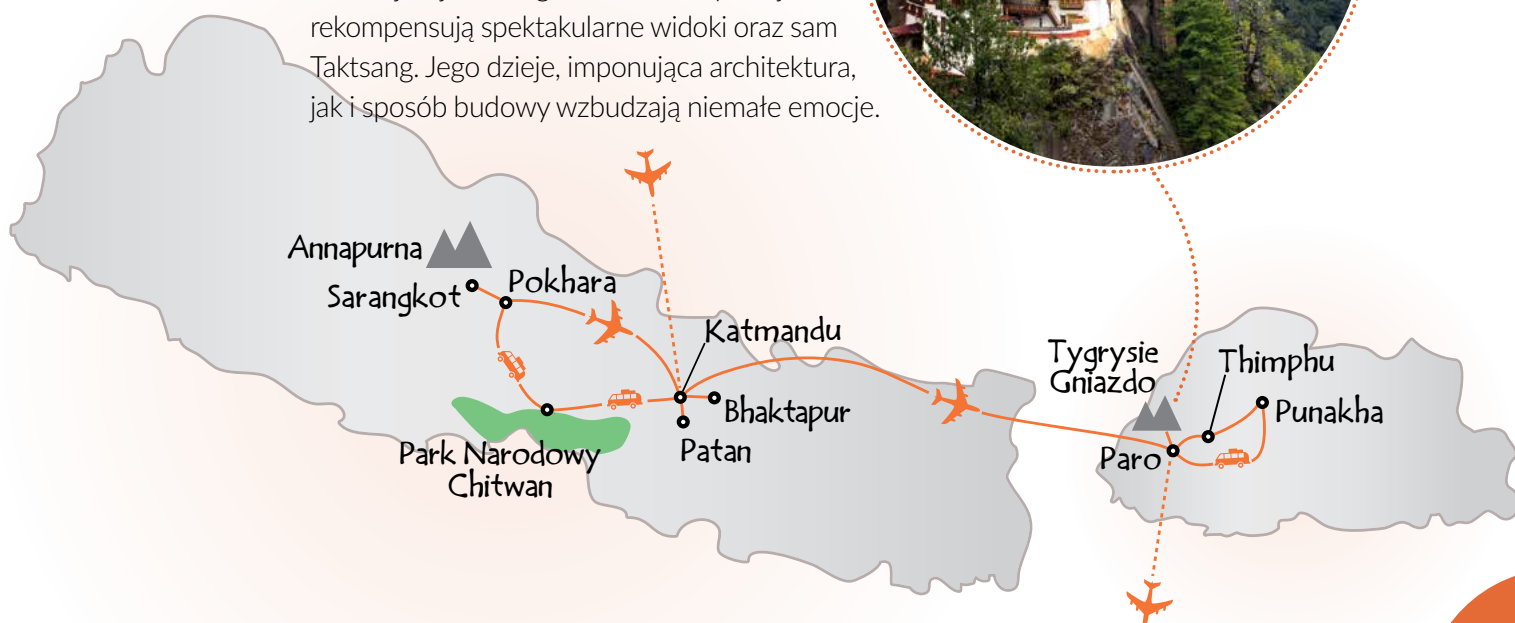 rekompensują spektakularne widoki oraz sam
Taktsang. Jego dzieje, imponująca architektura,
jak i sposób budowy wzbudzają niemałe emocje.
Annapurna
Sarangkot
Pokhara
Katmandu
Bhaktapur
Patan
Park Narodowy
Chitwan
Tygrysie
Gniazdo
Thimphu
Punakha
Paro